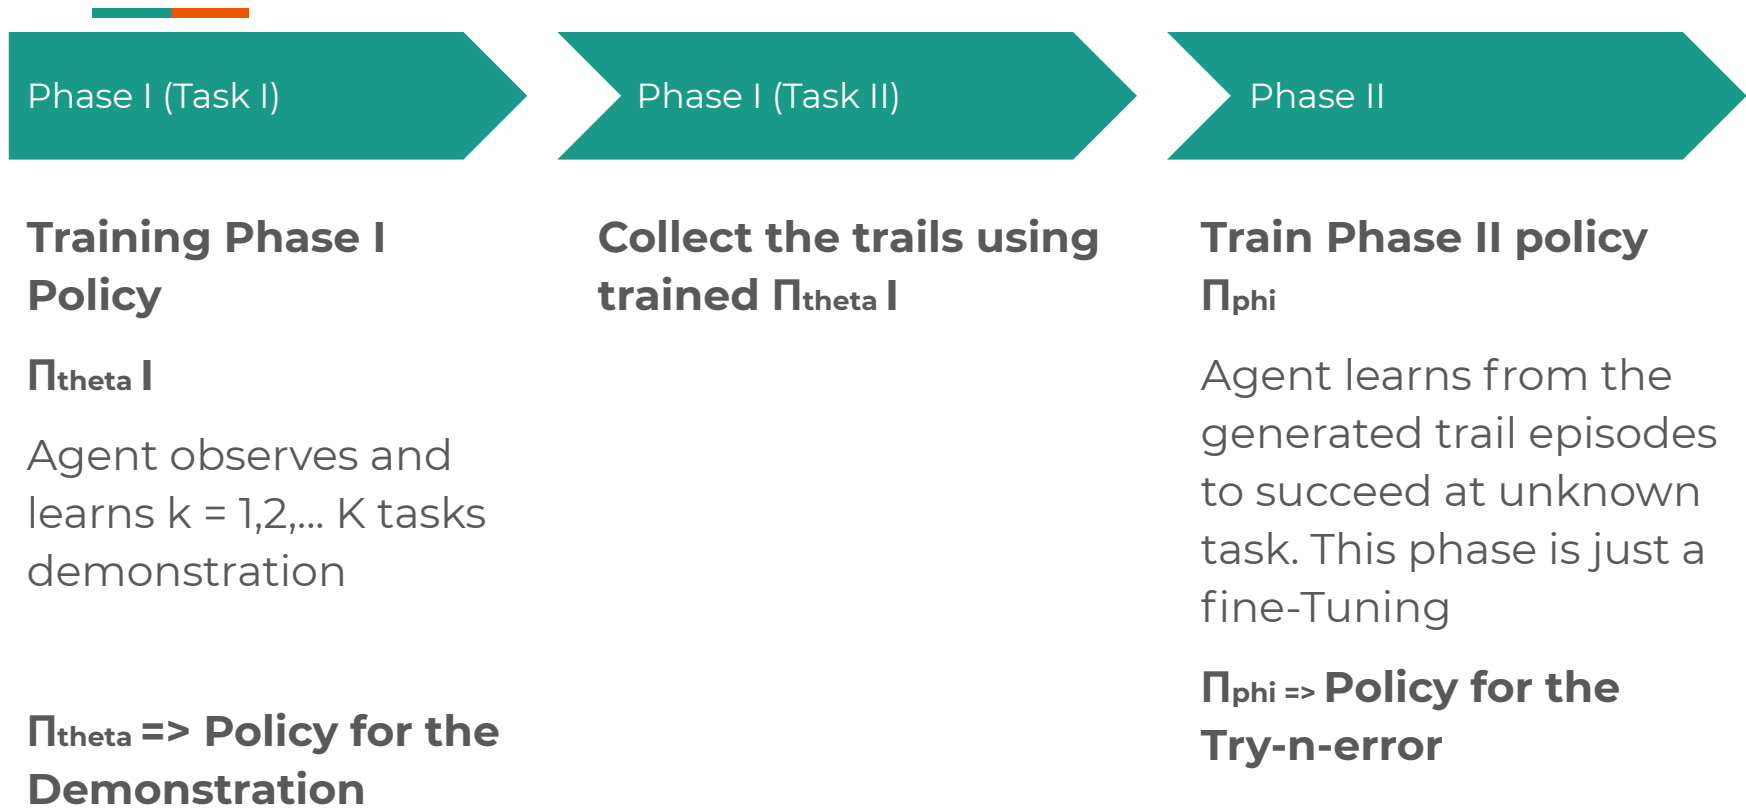 Phase I (Task I)
Phase I (Task II)
Phase II
Training Phase I
Policy
Πtheta I
Agent observes and
learns k = 1,2,... K tasks
demonstration
Πtheta => Policy for the
Demonstration
Collect the trails using
trained Πtheta I
Train Phase II policy
Πphi
Agent learns from the
generated trail episodes
to succeed at unknown
task. This phase is just a
fine-Tuning
Πphi => Policy for the
Try-n-error